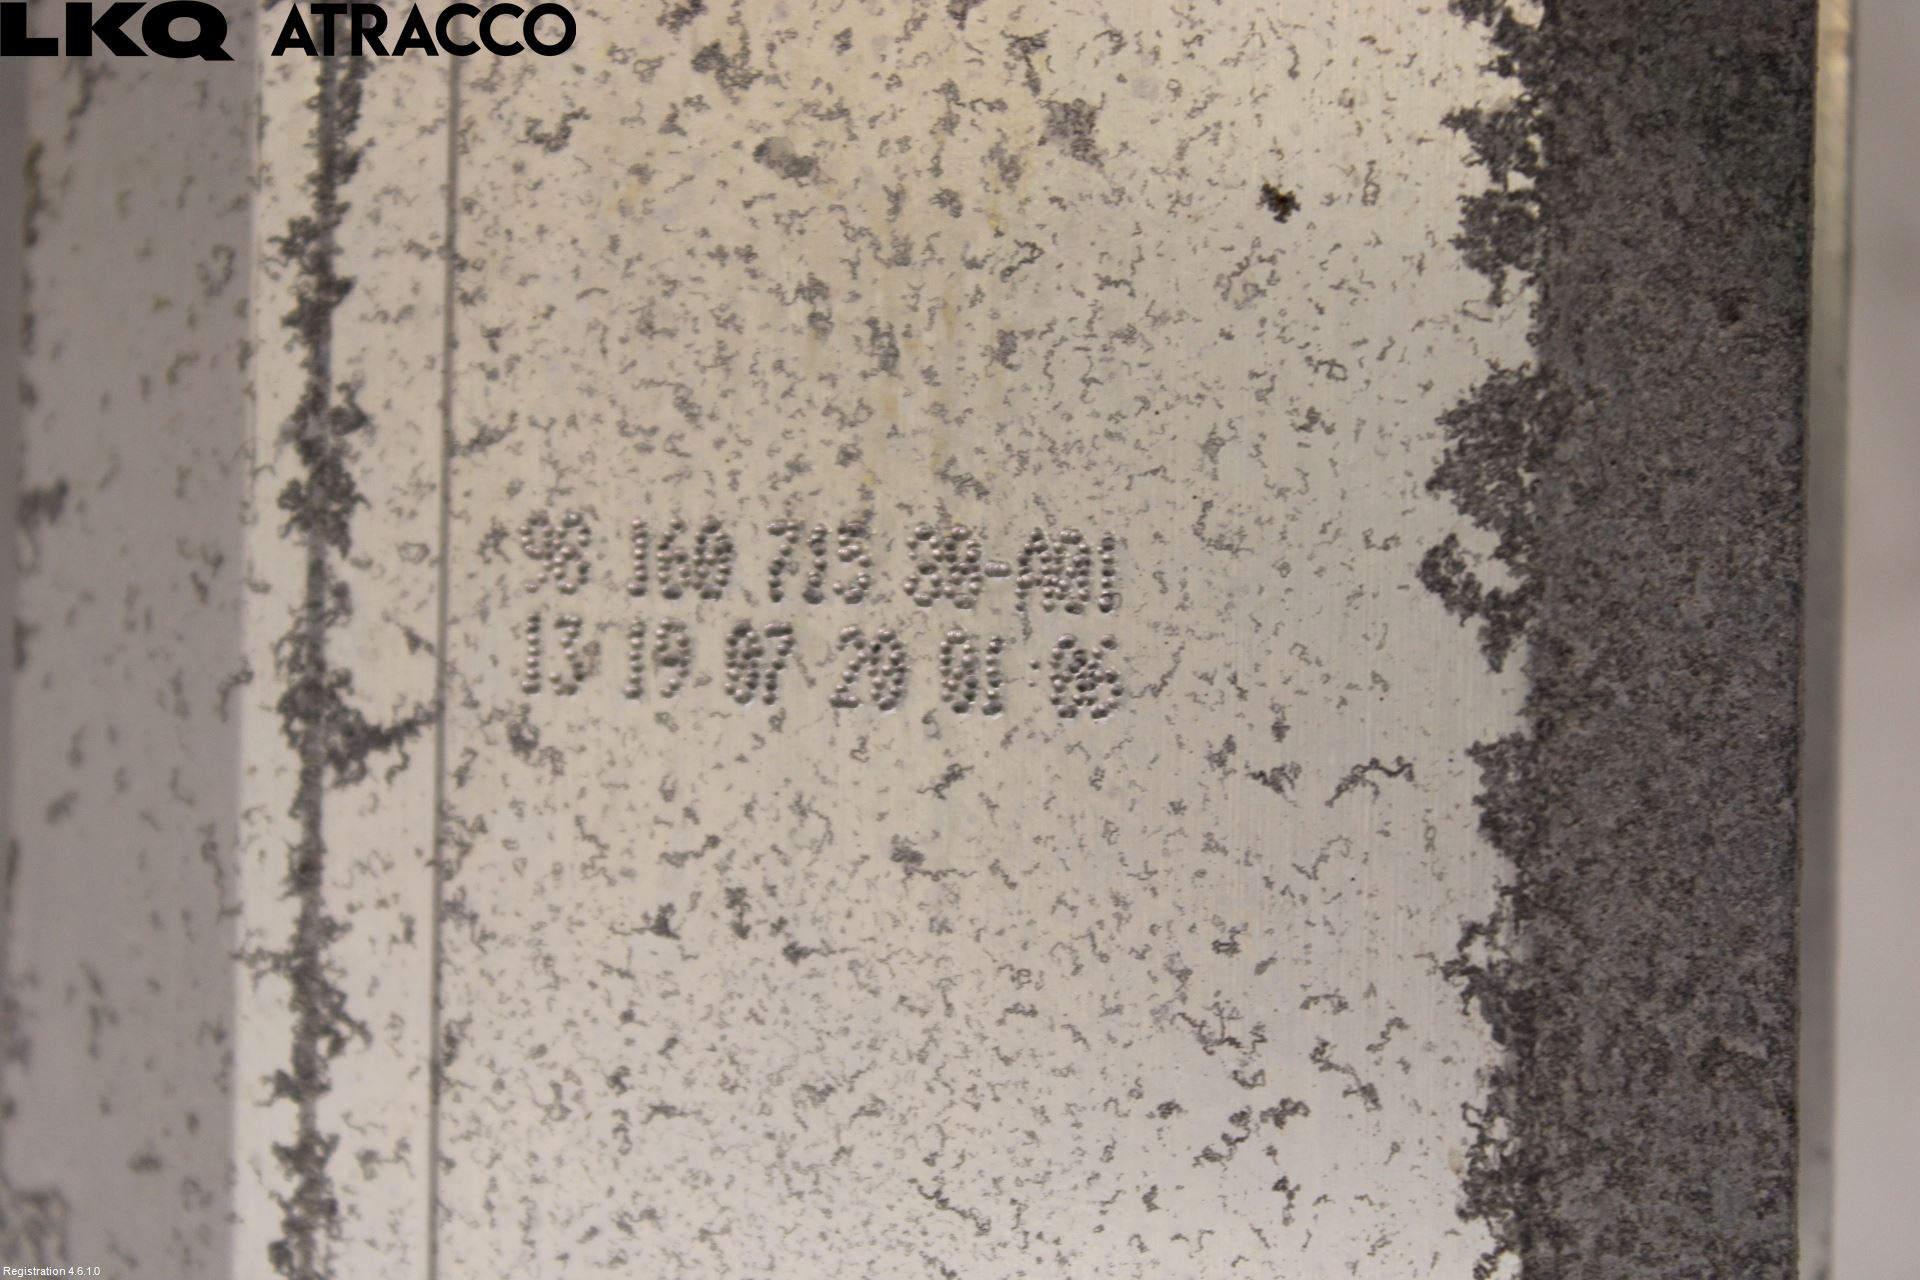 LKQ ATRACCO
98 160 715 80-A01
13 19 07 20 01 06
Registration 4.6.1.0